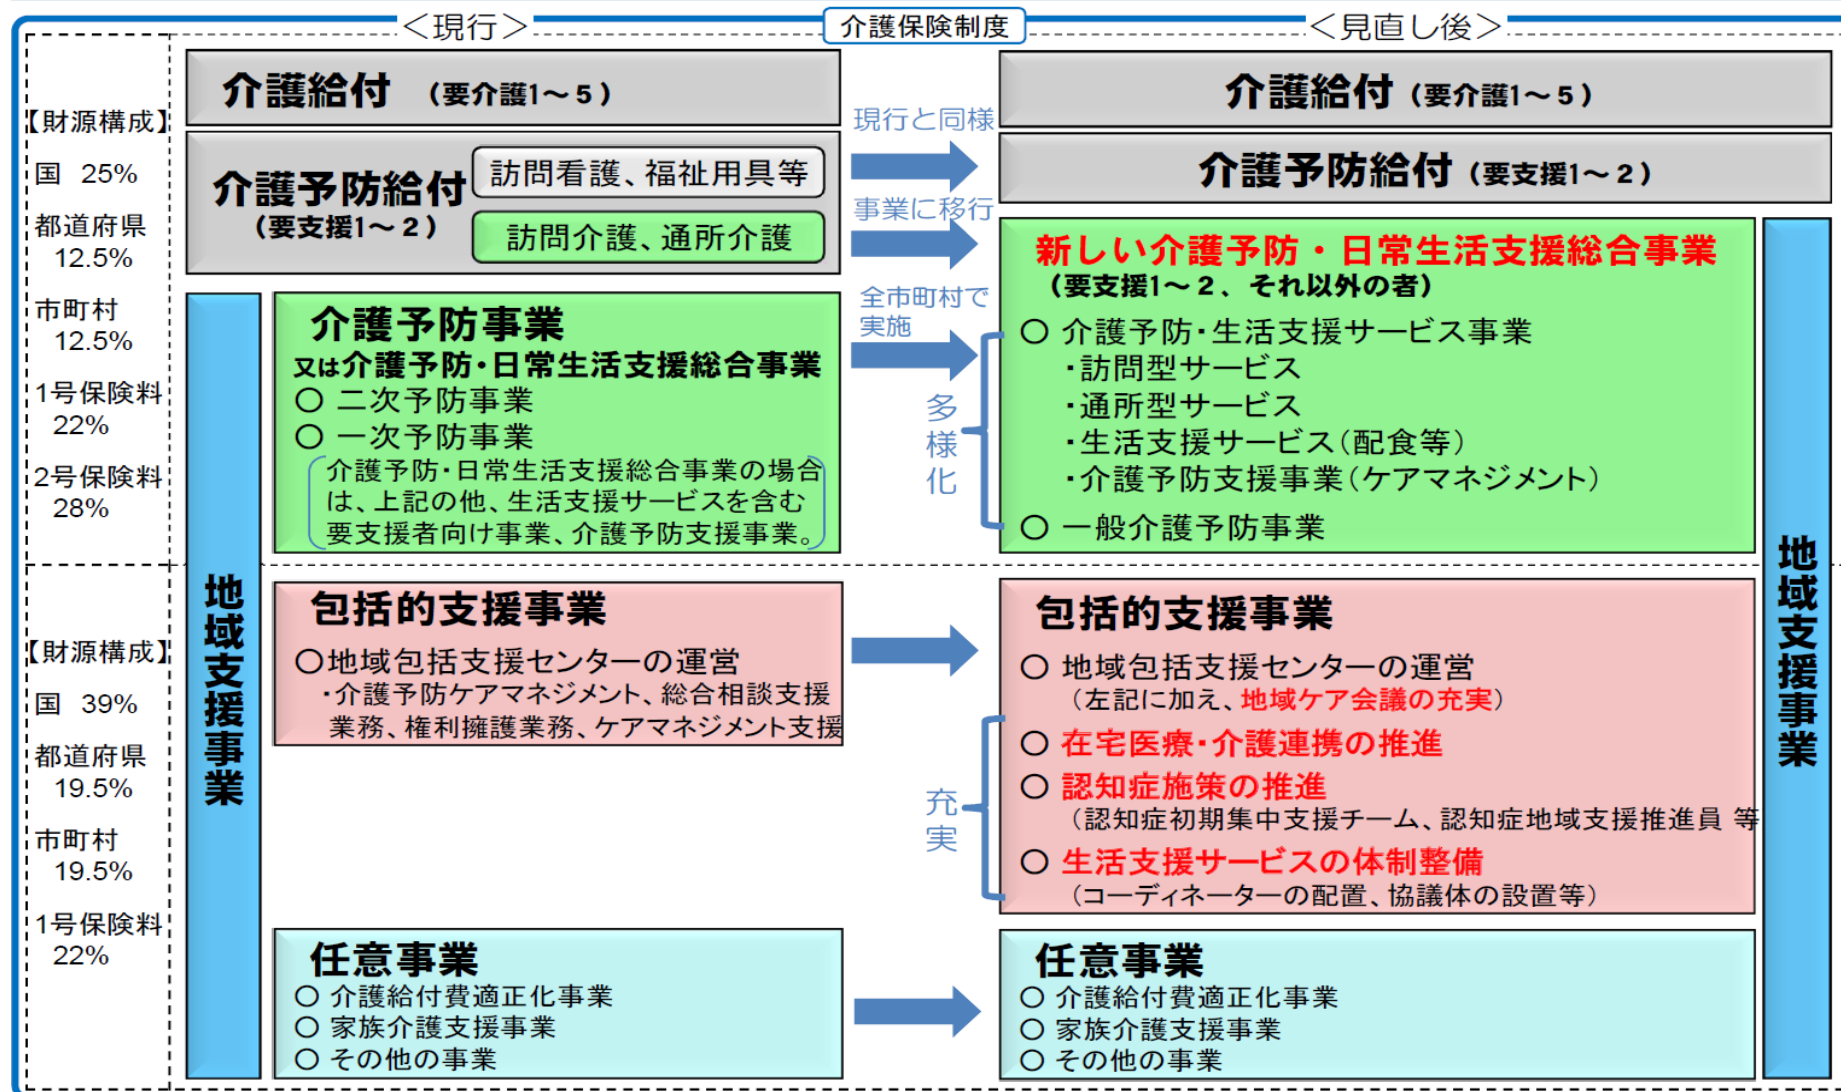 ＜現行＞
介護保険制度
＜見直し後＞
【財源構成】
国 25%
都道府県
12.5%
市町村
12.5%
1号保険料
22%
2号保険料
28%
【財源構成】
国 39%
都道府県
19.5%
市町村
19.5%
1号保険料
22%
介護給付 （要介護1～５）
介護予防給付
（要支援1～２）
訪問看護、福祉用具等
訪問介護、通所介護
地域支援事業
介護予防事業
又は介護予防・日常生活支援総合事業
○ 二次予防事業
○ 一次予防事業
介護予防・日常生活支援総合事業の場合
は、上記の他、生活支援サービスを含む
要支援者向け事業、介護予防支援事業。
包括的支援事業
○地域包括支援センターの運営
・介護予防ケアマネジメント、総合相談支援
業務、権利擁護業務、ケアマネジメント支援
任意事業
○ 介護給付費適正化事業
○ 家族介護支援事業
○ その他の事業
現行と同様
事業に移行
全市町村で
実施
多様化
充実
介護給付（要介護1～５）
介護予防給付（要支援1～２）
新しい介護予防・日常生活支援総合事業
（要支援1～２、それ以外の者）
○ 介護予防・生活支援サービス事業
・訪問型サービス
・通所型サービス
・生活支援サービス（配食等）
・介護予防支援事業（ケアマネジメント）
○ 一般介護予防事業
包括的支援事業
○ 地域包括支援センターの運営
（左記に加え、地域ケア会議の充実）
○ 在宅医療・介護連携の推進
○ 認知症施策の推進
（認知症初期集中支援チーム、認知症地域支援推進員 等
○ 生活支援サービスの体制整備
（コーディネーターの配置、協議体の設置等）
任意事業
○ 介護給付費適正化事業
○ 家族介護支援事業
○ その他の事業
地域支援事業